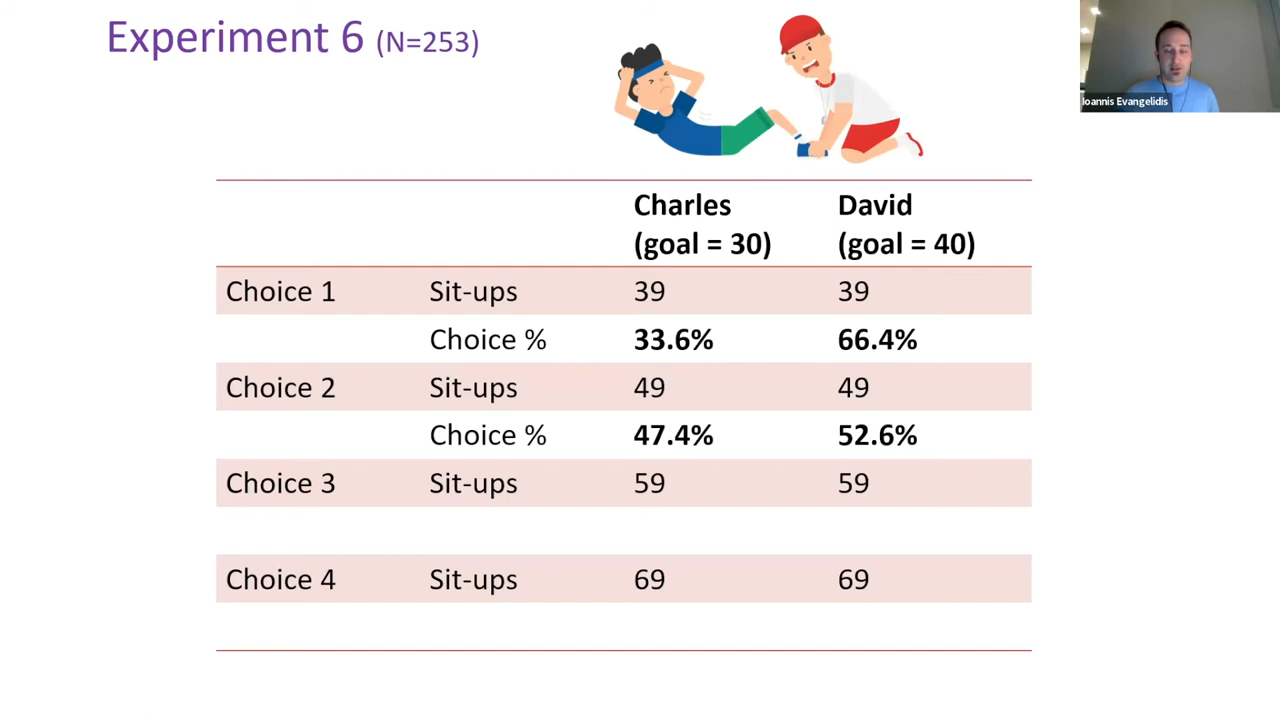 Experiment 6 (N=253)
Ioannis Evangelidis
Charles David
(goal = 30) (goal = 40)
Choice 1 Sit-ups 39 39
Choice % 33.6% 66.4%
Choice 2 Sit-ups 49 49
Choice % 47.4% 52.6%
Choice 3 Sit-ups 59 59
Choice 4 Sit-ups 69 69